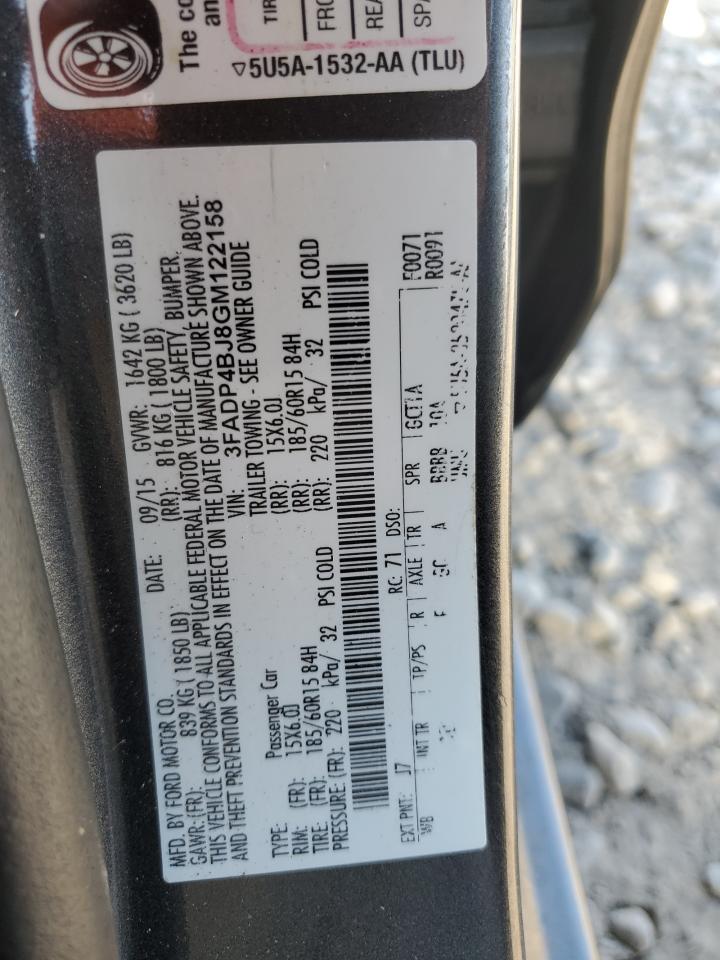 The co
an
TIR
FRO
REA
SPA
▽5U5A-1532-AA (TLU)
MFD. BY FORD MOTOR CO.
DATE: 09/15 GVWR: 1642 KG ( 3620 LB)
GAWR:(FR): 839 KG ( 1850 LB) (RR): 816 KG ( 1800 LB)
THIS VEHICLE CONFORMS TO ALL APPLICABLE FEDERAL MOTOR VEHICLE SAFETY, BUMPER,
AND THEFT PREVENTION STANDARDS IN EFFECT ON THE DATE OF MANUFACTURE SHOWN ABOVE.
VIN: 3FADP4BJ8GM122158
TYPE: Passenger Car TRAILER TOWING - SEE OWNER GUIDE
RIM: (FR): 15X6.0J (RR): 15X6.0J
TIRE: (FR): 185/60R15 84H (RR): 185/60R15 84H
PRESSURE: (FR): 220 kPa/ 32 PSI COLD (RR): 220 kPa/ 32 PSI COLD
EXT PNT: J7 RC: 71 DSO: F0071
WB INT TR TP/PS R AXLE TR SPR R0091
F A